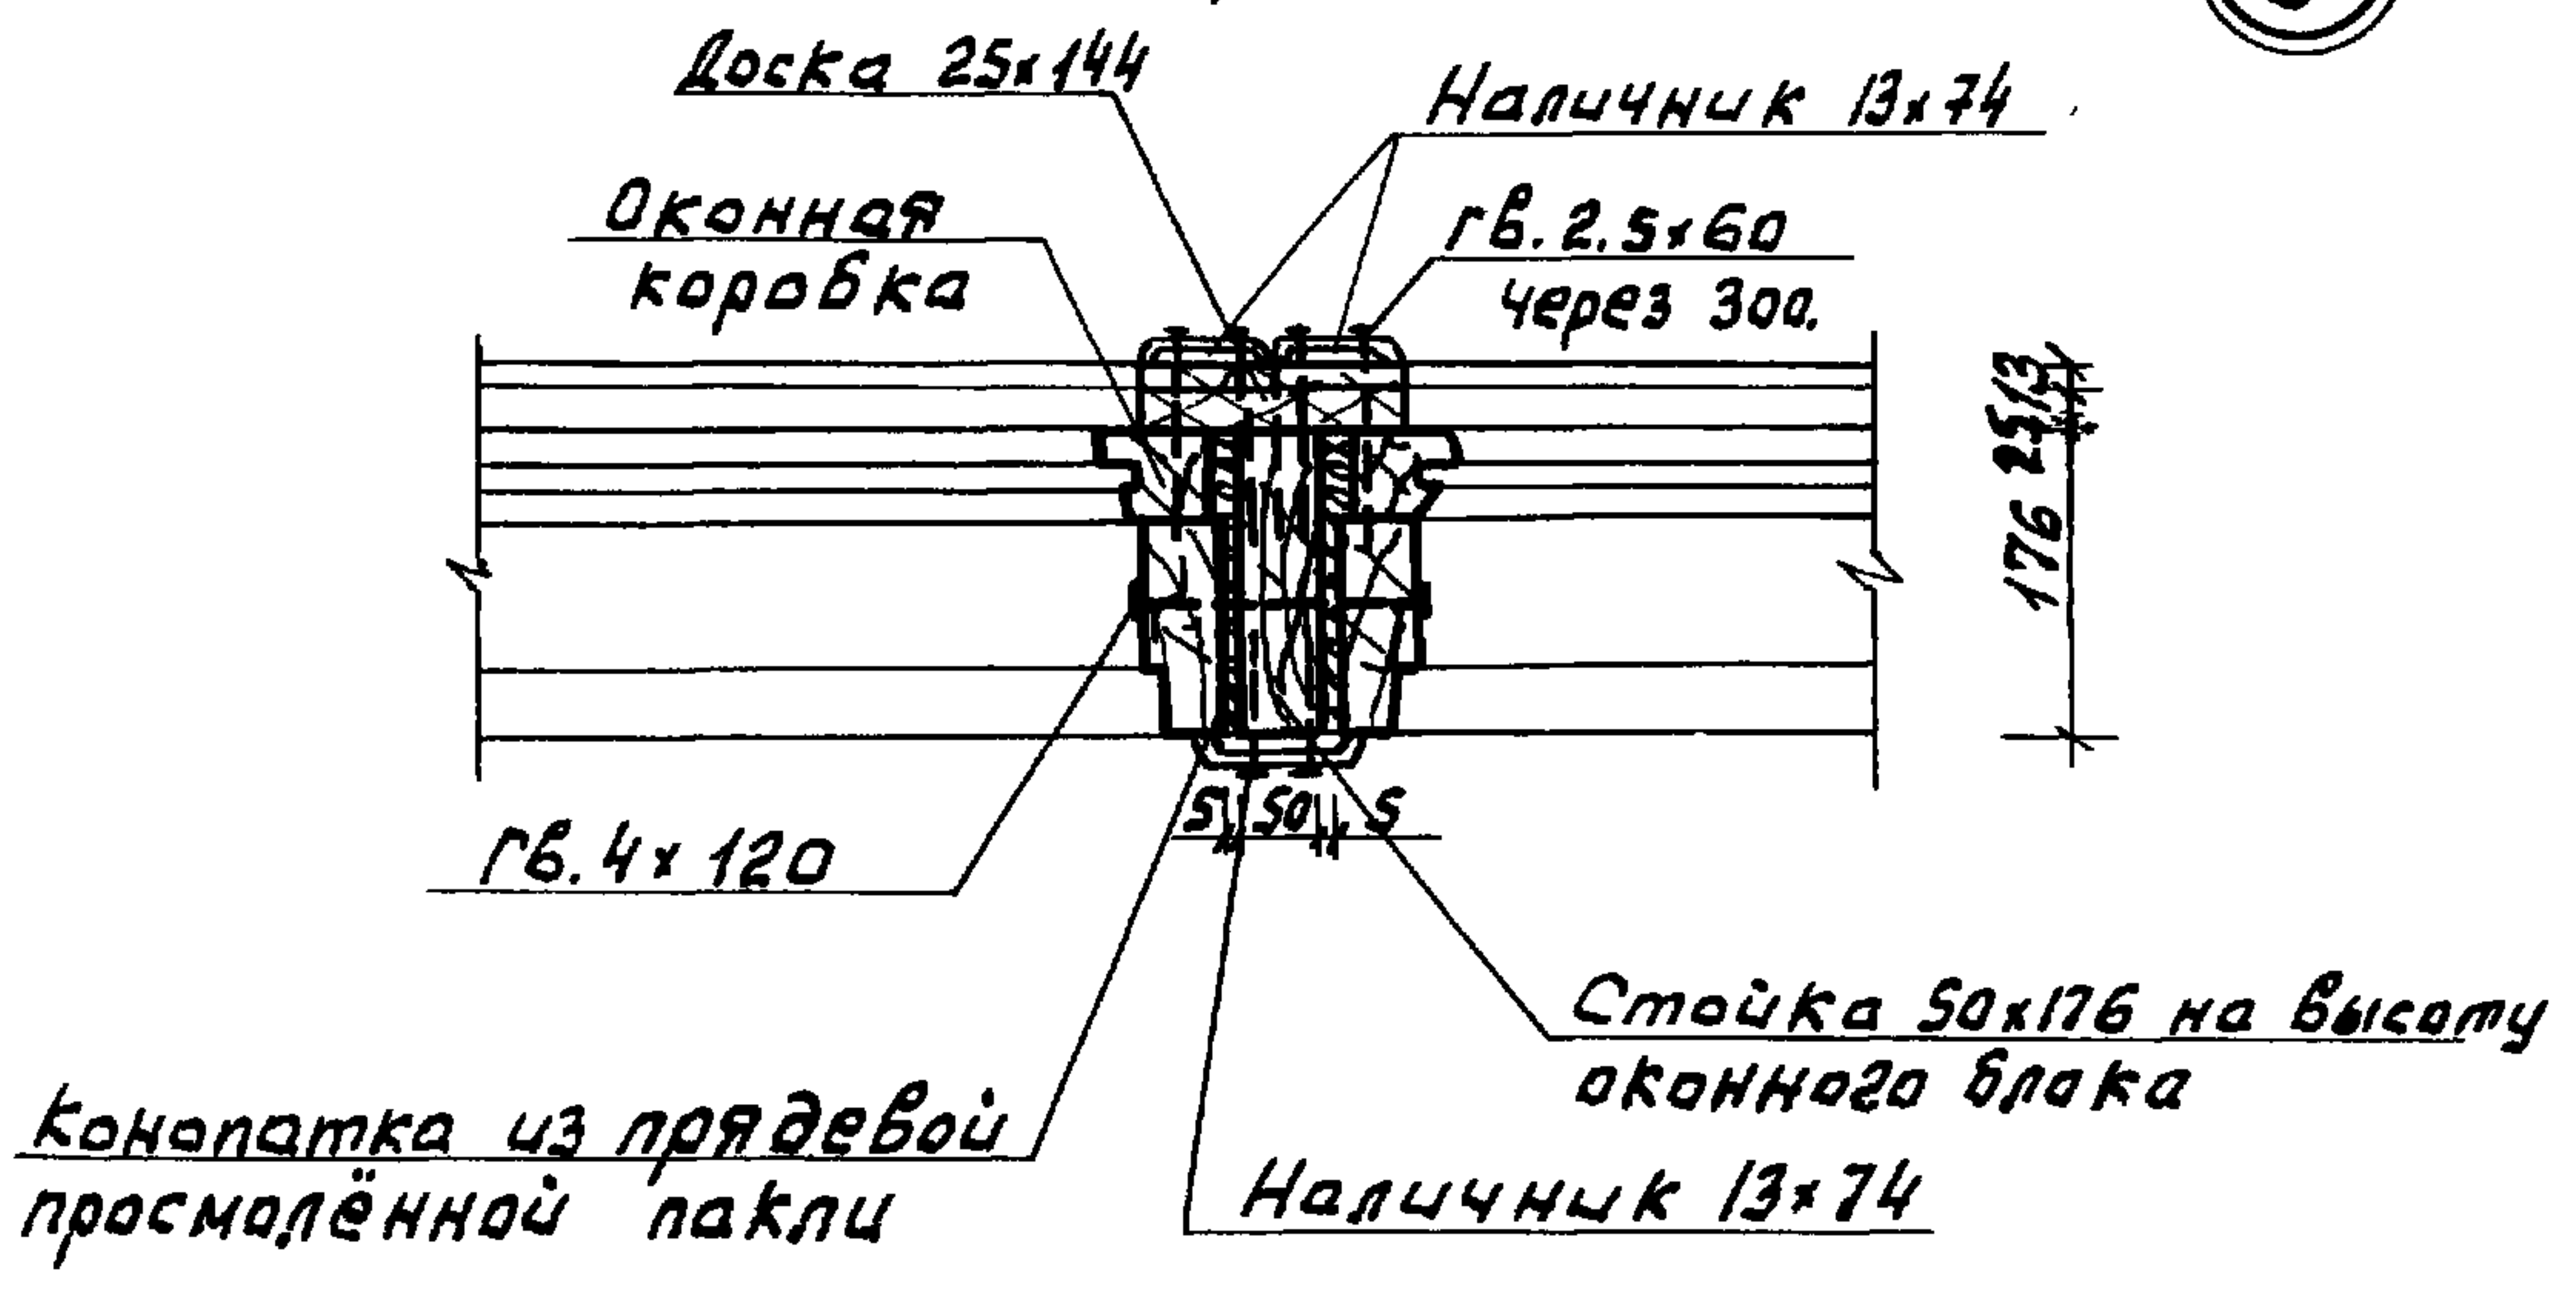 Доска 25х144
Наличник 13х74
Оконная
коробка
гв. 2.5х60
через 300.
13
25
176
5 50 5
гв. 4х120
Стойка 50х176 на высоту
оконного блока
Конопатка из прядевой
просмолённой пакли
Наличник 13х74